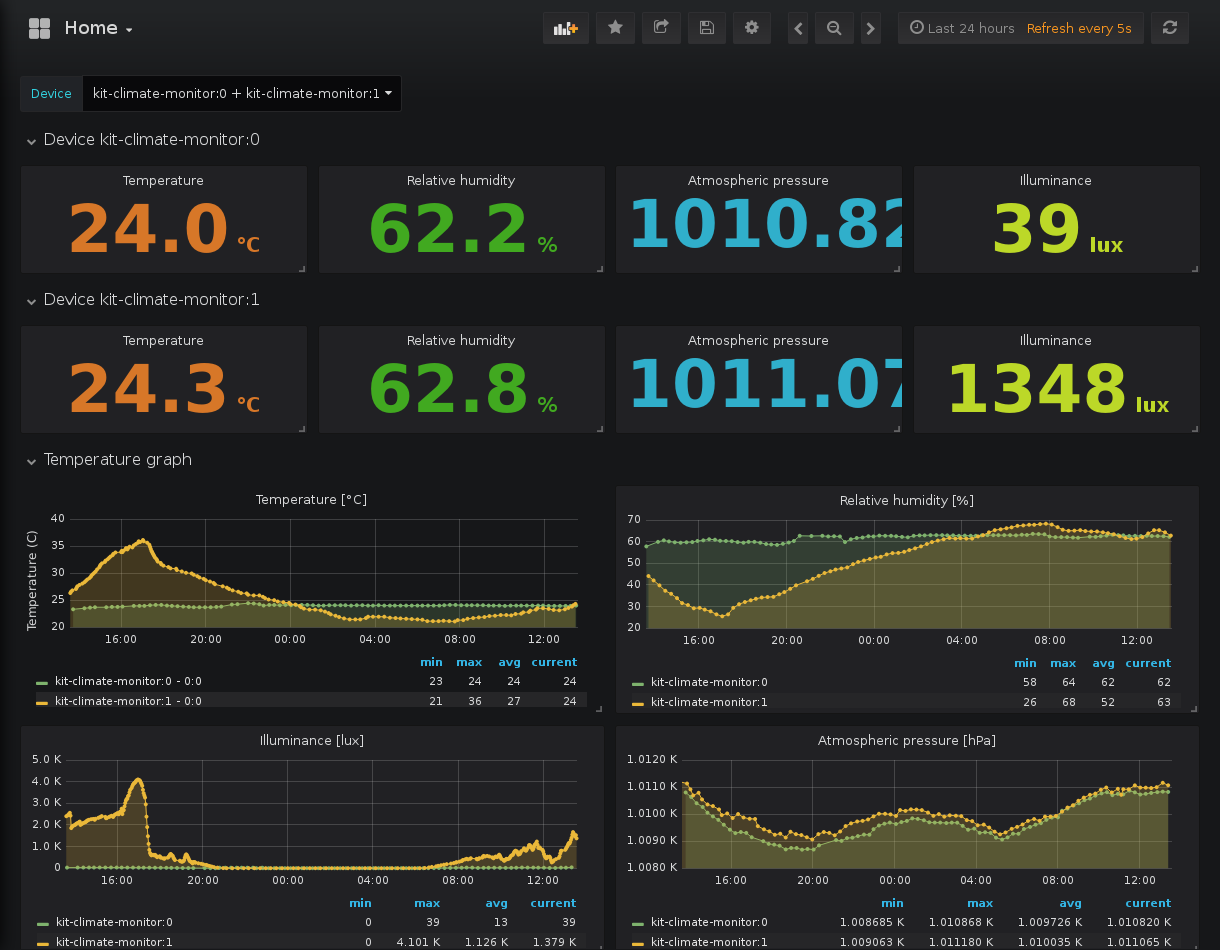 Home
Last 24 hours Refresh every 5s
Device kit-climate-monitor:0 + kit-climate-monitor:1
Device kit-climate-monitor:0
Temperature Relative humidity Atmospheric pressure Illuminance
24.0 °C 62.2 % 1010.82 39 lux
Device kit-climate-monitor:1
Temperature Relative humidity Atmospheric pressure Illuminance
24.3 °C 62.8 % 1011.07 1348 lux
Temperature graph
Temperature [°C]
Temperature (C)
40
35
30
25
20
16:00 20:00 00:00 04:00 08:00 12:00
min max avg current
kit-climate-monitor:0 - 0:0 23 24 24 24
kit-climate-monitor:1 - 0:0 21 36 27 24
Relative humidity [%]
70
60
50
40
30
20
16:00 20:00 00:00 04:00 08:00 12:00
min max avg current
kit-climate-monitor:0 58 64 62 62
kit-climate-monitor:1 26 68 52 63
Illuminance [lux]
5.0 K
4.0 K
3.0 K
2.0 K
1.0 K
0
16:00 20:00 00:00 04:00 08:00 12:00
min max avg current
kit-climate-monitor:0 0 39 13 39
kit-climate-monitor:1 0 4.101 K 1.126 K 1.379 K
Atmospheric pressure [hPa]
1.0120 K
1.0110 K
1.0100 K
1.0090 K
1.0080 K
16:00 20:00 00:00 04:00 08:00 12:00
min max avg current
kit-climate-monitor:0 1.008685 K 1.010868 K 1.009726 K 1.010820 K
kit-climate-monitor:1 1.009063 K 1.011180 K 1.010035 K 1.011065 K